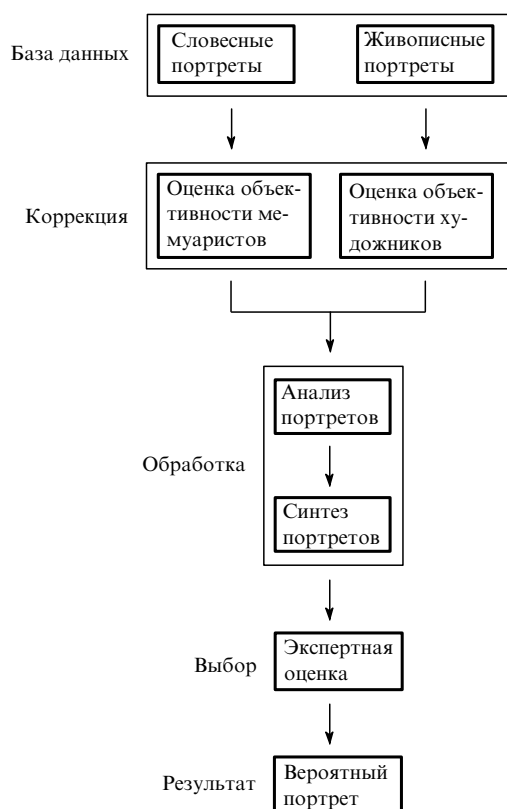 База данных
Словесные
портреты
Живописные
портреты
Коррекция
Оценка объек-
тивности ме-
муаристов
Оценка объек-
тивности ху-
дожников
Обработка
Анализ
портретов
Синтез
портретов
Выбор
Экспертная
оценка
Результат
Вероятный
портрет